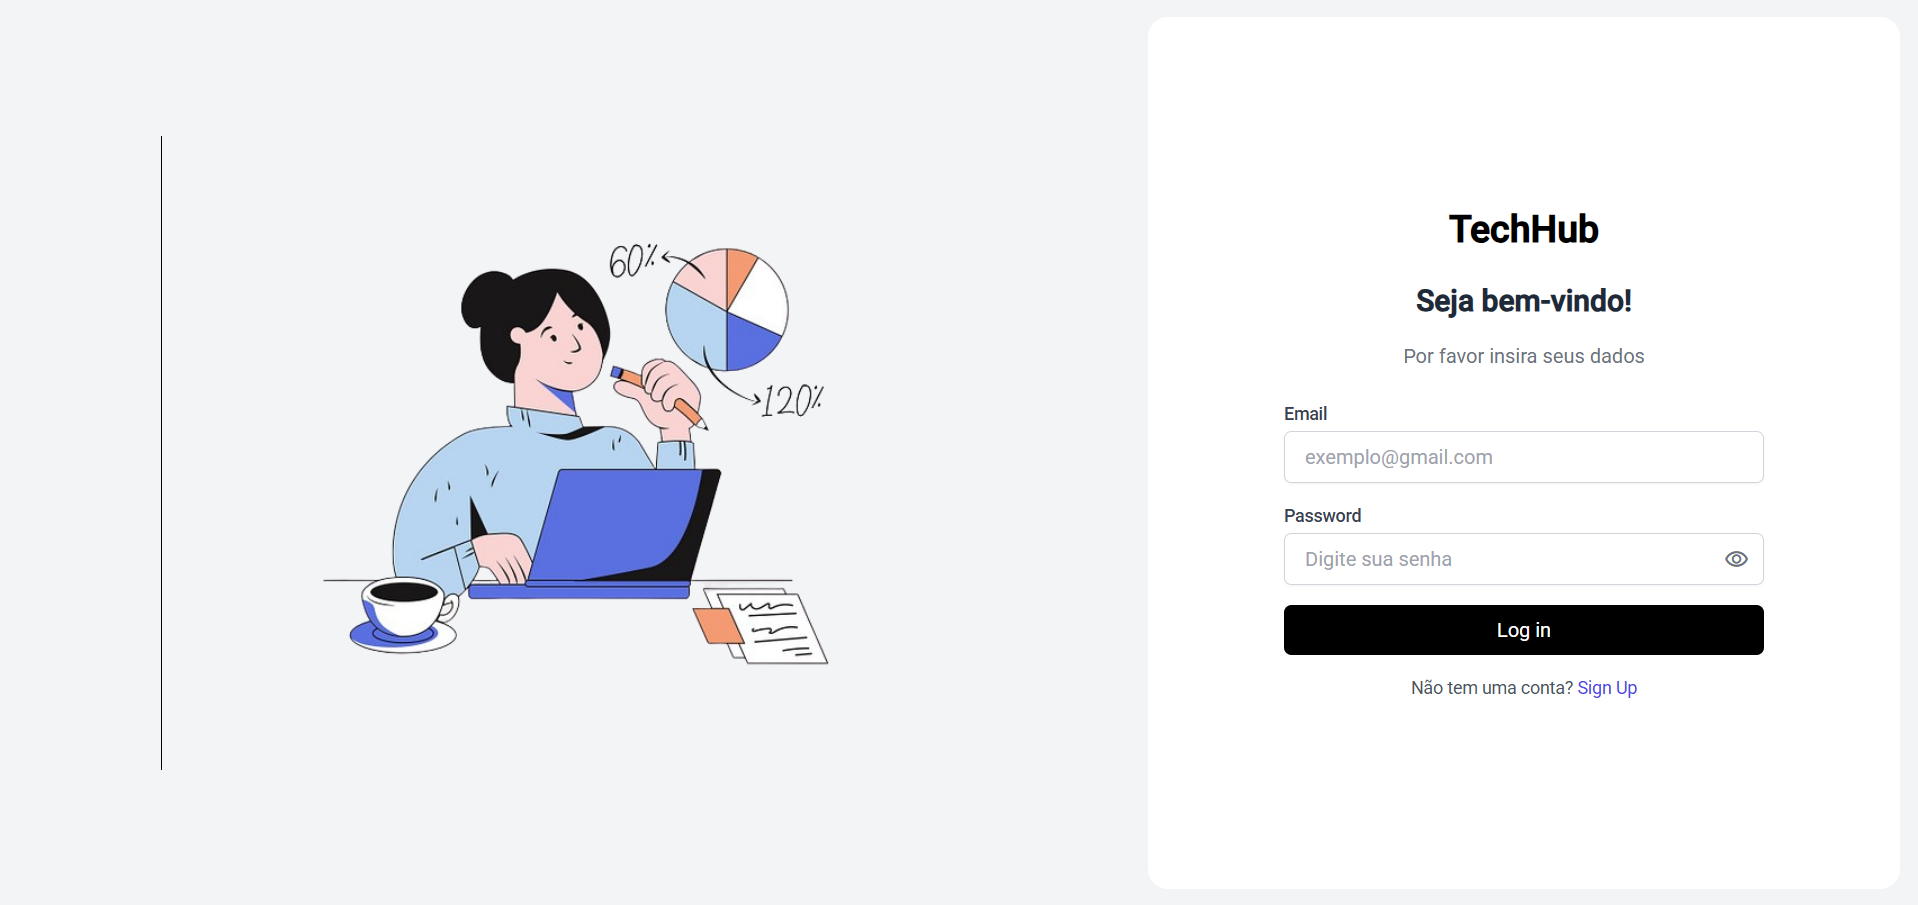 60%
120%
TechHub
Seja bem-vindo!
Por favor insira seus dados
Email
exemplo@gmail.com
Password
Digite sua senha
Log in
Não tem uma conta? Sign Up